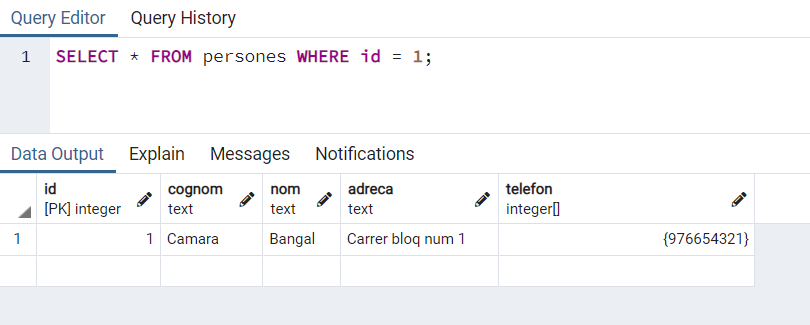 Query Editor Query History
1 SELECT * FROM persones WHERE id = 1;
Data Output Explain Messages Notifications
id cognom nom adreca telefon
[PK] integer text text text integer[]
1 1 Camara Bangal Carrer bloq num 1 {976654321}